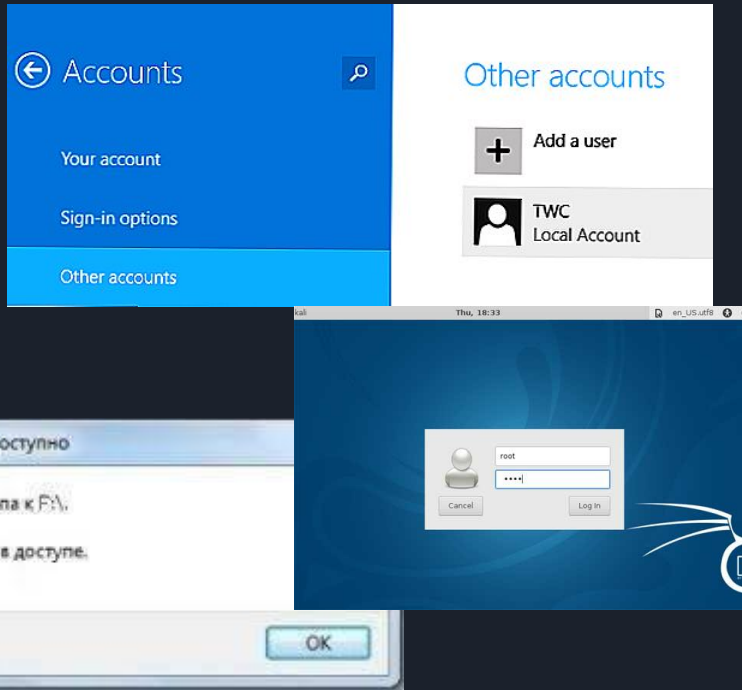 Accounts
Your account
Sign-in options
Other accounts
Other accounts
Add a user
TWC
Local Account
kali
Thu, 18:33
en_US.utf8
root
••••
Cancel
Log In
оступно
па к F:\.
в доступе.
OK